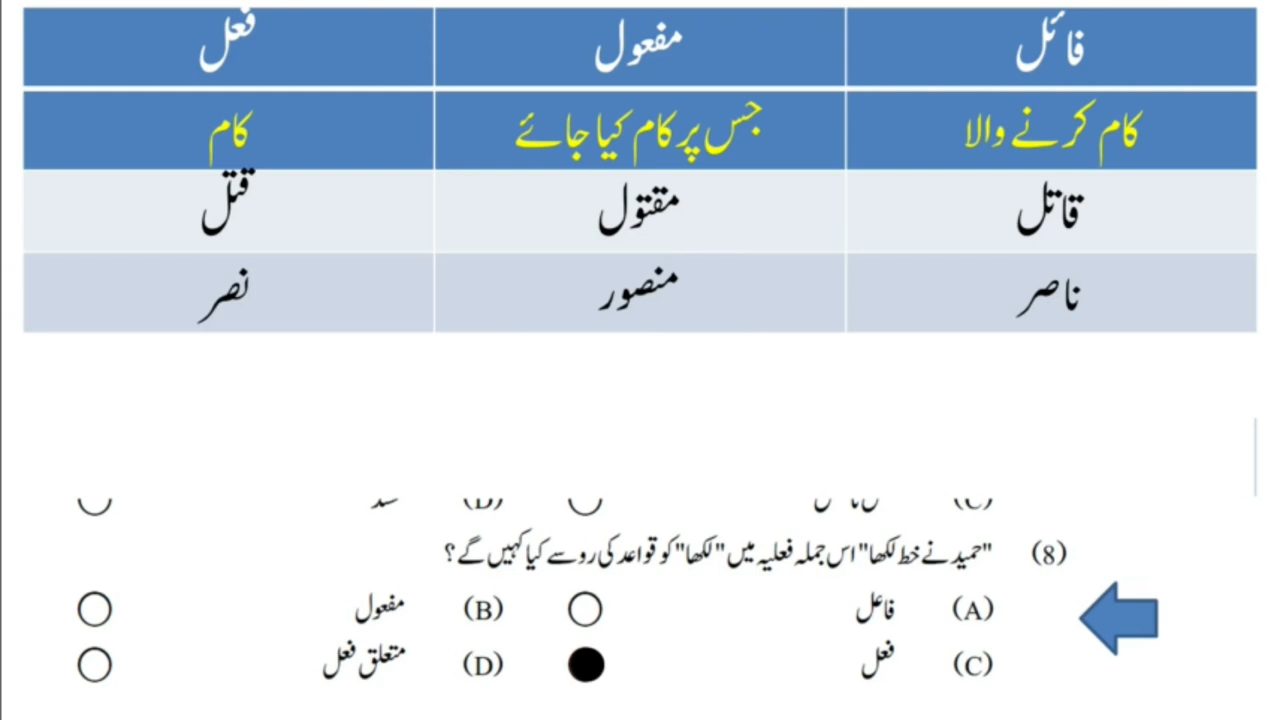 فائل مفعول فعل
کام کرنے والا جس پر کام کیا جائے کام
قاتل مقتول قتل
ناصر منصور نصر
(8) "حمید نے خط لکھا" اس جملہ فعلیہ میں "لکھا" کو قواعد کی روسے کیا کہیں گے؟
(A) فاعل (B) مفعول
(C) فعل (D) متعلق فعل